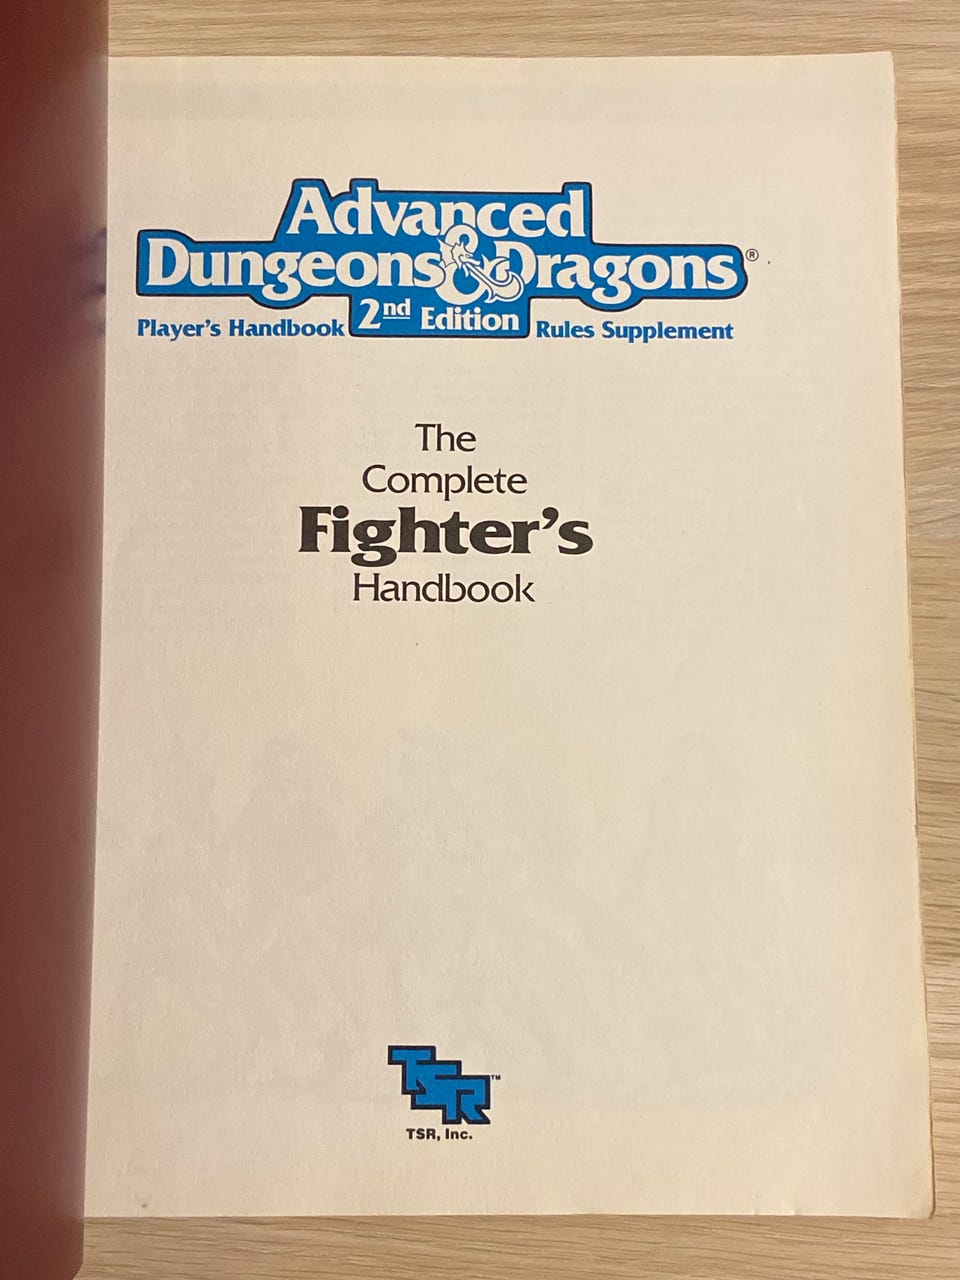 Advanced
Dungeons & Dragons®
2nd Edition
Player's Handbook Rules Supplement
The
Complete
Fighter's
Handbook
TSR™
TSR, Inc.